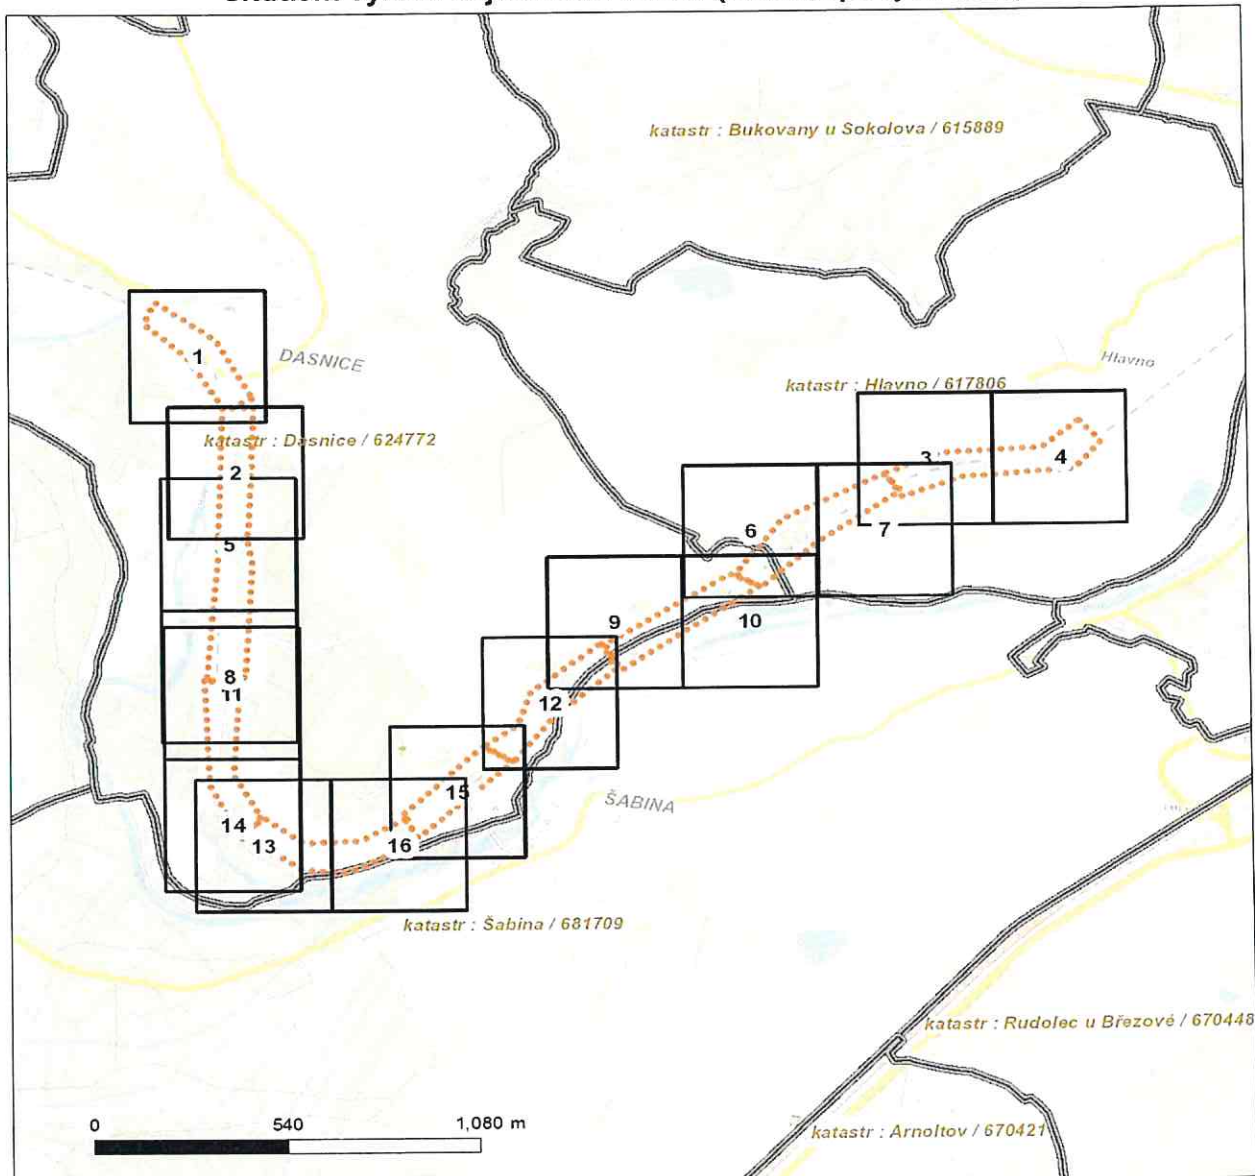 katastr : Bukovany u Sokolova / 615889
DASNICE
1
Hlavno
katastr : Hlavno / 617806
katastr : Dasnice / 624772
2
3
4
5
6
7
8
9
10
11
12
15
ŠABINA
14
13
16
katastr : Šabina / 681709
katastr : Rudolec u Březové / 670448
0
540
1,080 m
katastr : Arnoltov / 670421